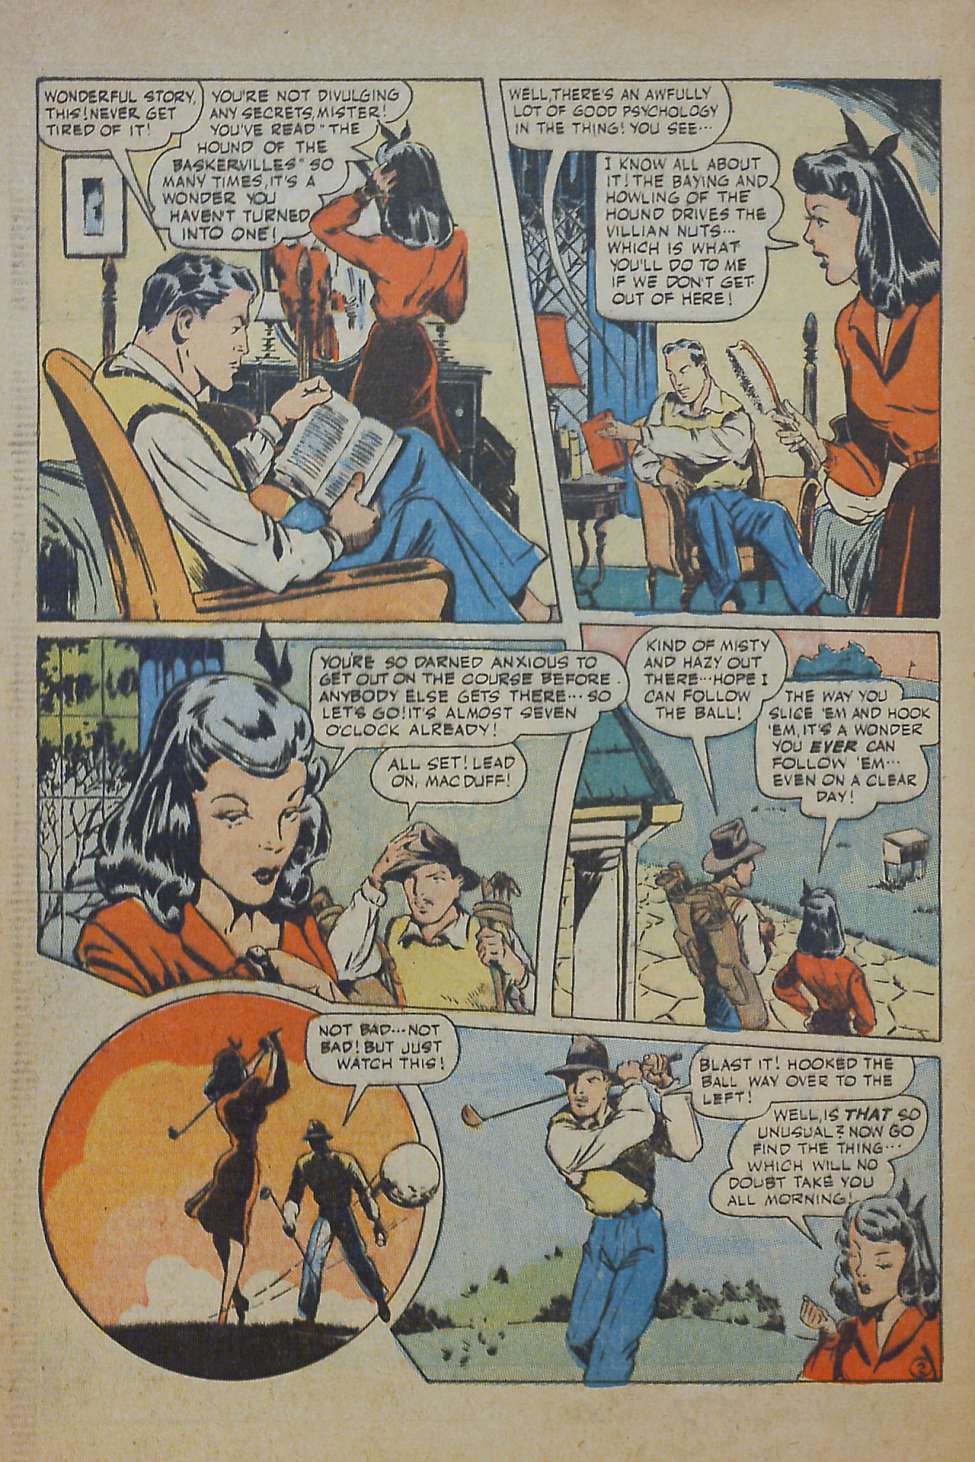 WONDERFUL STORY,
THIS! NEVER GET
TIRED OF IT!
YOU'RE NOT DIVULGING
ANY SECRETS, MISTER!
YOU'VE READ "THE
HOUND OF THE
BASKERVILLES" SO
MANY TIMES, IT'S A
WONDER YOU
HAVEN'T TURNED
INTO ONE!
WELL, THERE'S AN AWFULLY
LOT OF GOOD PSYCHOLOGY
IN THE THING! YOU SEE---
I KNOW ALL ABOUT
IT! THE BAYING AND
HOWLING OF THE
HOUND DRIVES THE
VILLIAN NUTS---
WHICH IS WHAT
YOU'LL DO TO ME
IF WE DON'T GET
OUT OF HERE!
YOU'RE SO DARNED ANXIOUS TO
GET OUT ON THE COURSE BEFORE
ANYBODY ELSE GETS THERE---SO
LET'S GO! IT'S ALMOST SEVEN
O'CLOCK ALREADY!
ALL SET! LEAD
ON, MACDUFF!
KIND OF MISTY
AND HAZY OUT
THERE---HOPE I
CAN FOLLOW
THE BALL!
THE WAY YOU
SLICE 'EM AND HOOK
'EM, IT'S A WONDER
YOU EVER CAN
FOLLOW 'EM---
EVEN ON A CLEAR
DAY!
NOT BAD---NOT
BAD! BUT JUST
WATCH THIS!
BLAST IT! HOOKED THE
BALL WAY OVER TO THE
LEFT!
WELL, IS THAT SO
UNUSUAL? NOW GO
FIND THE THING---
WHICH WILL NO
DOUBT TAKE YOU
ALL MORNING!
2